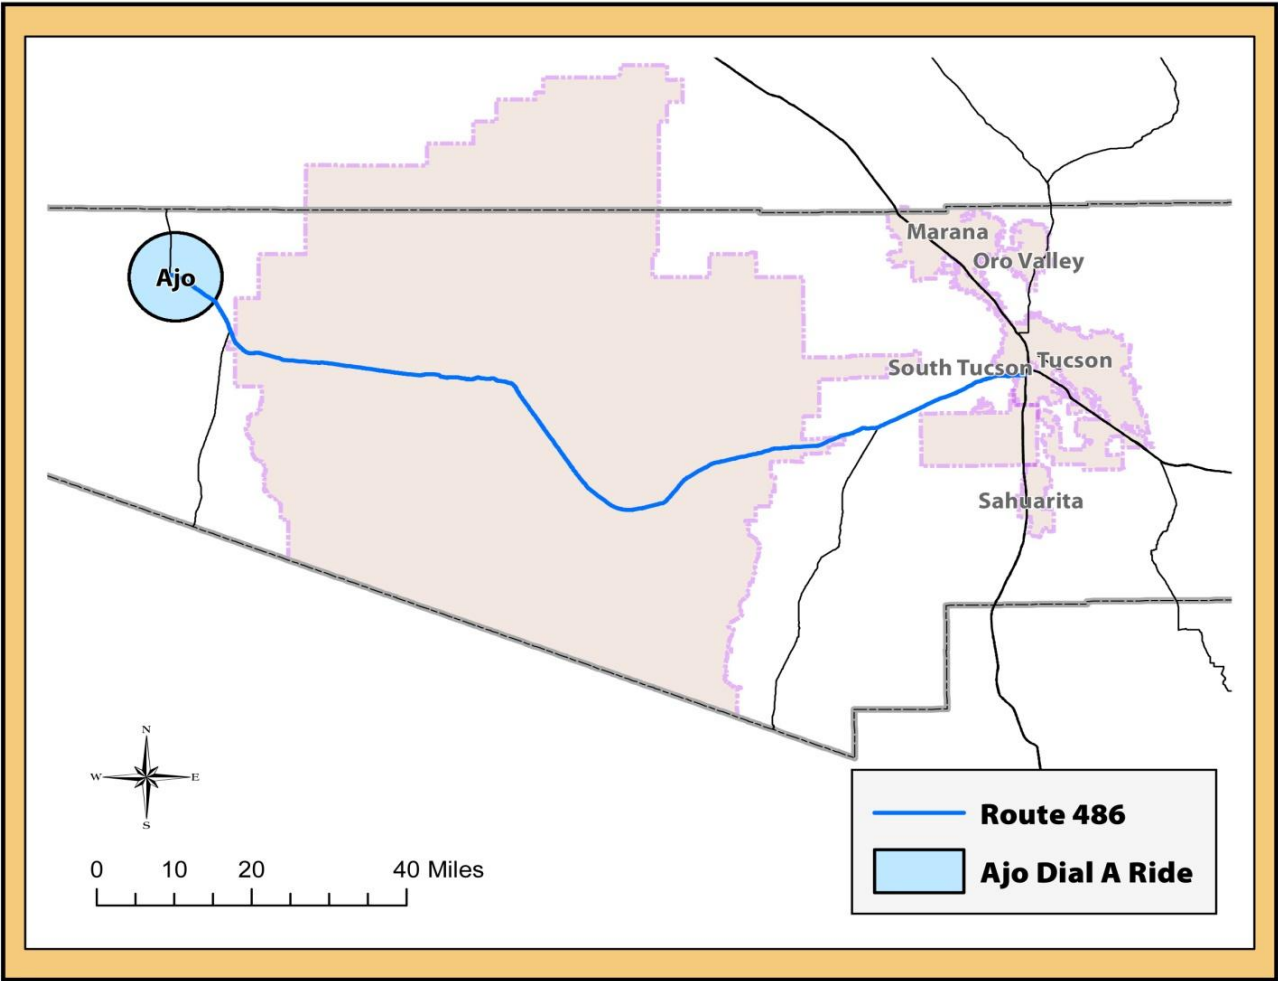 Marana
Oro Valley
Ajo
South Tucson
Tucson
Sahuarita
N
W
E
S
0 10 20 40 Miles
Route 486
Ajo Dial A Ride